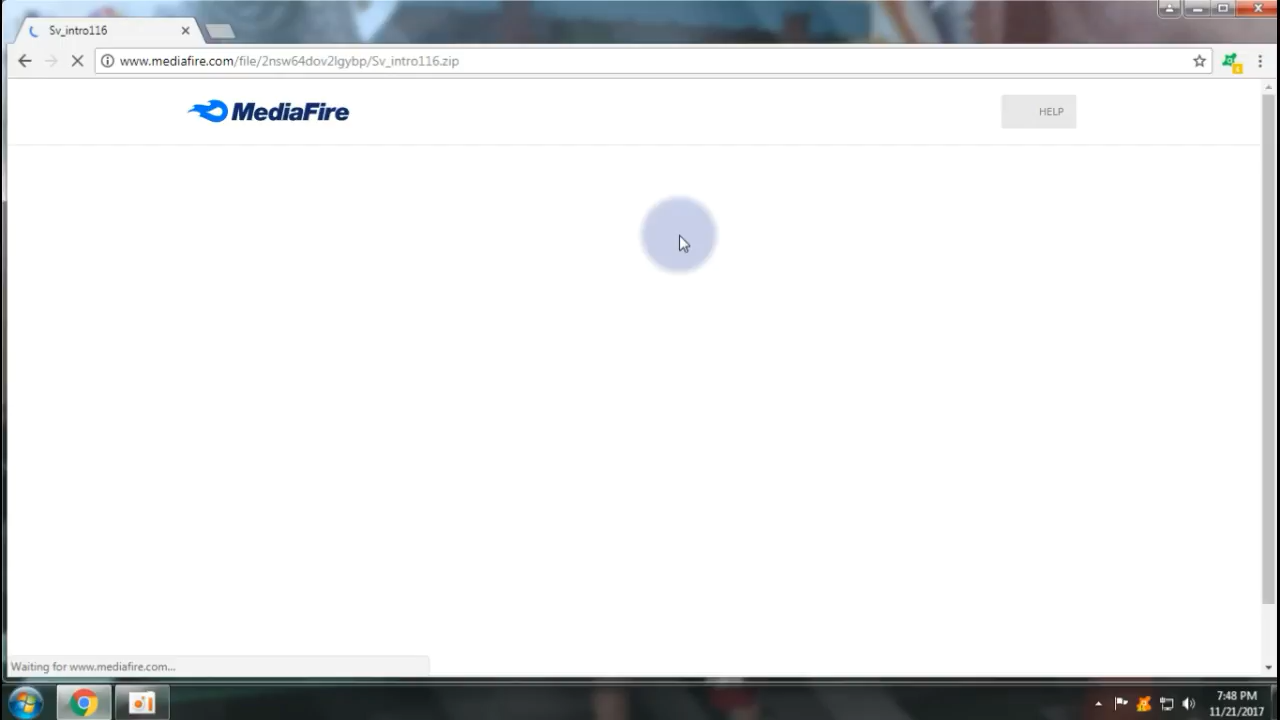 Sv_intro116
www.mediafire.com/file/2nsw64dov2lgybp/Sv_intro116.zip
MediaFire
HELP
Waiting for www.mediafire.com...
7:48 PM
11/21/2017